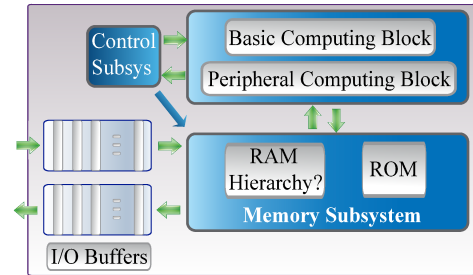 Control
Subsys
Basic Computing Block
Peripheral Computing Block
RAM
Hierarchy?
ROM
Memory Subsystem
I/O Buffers